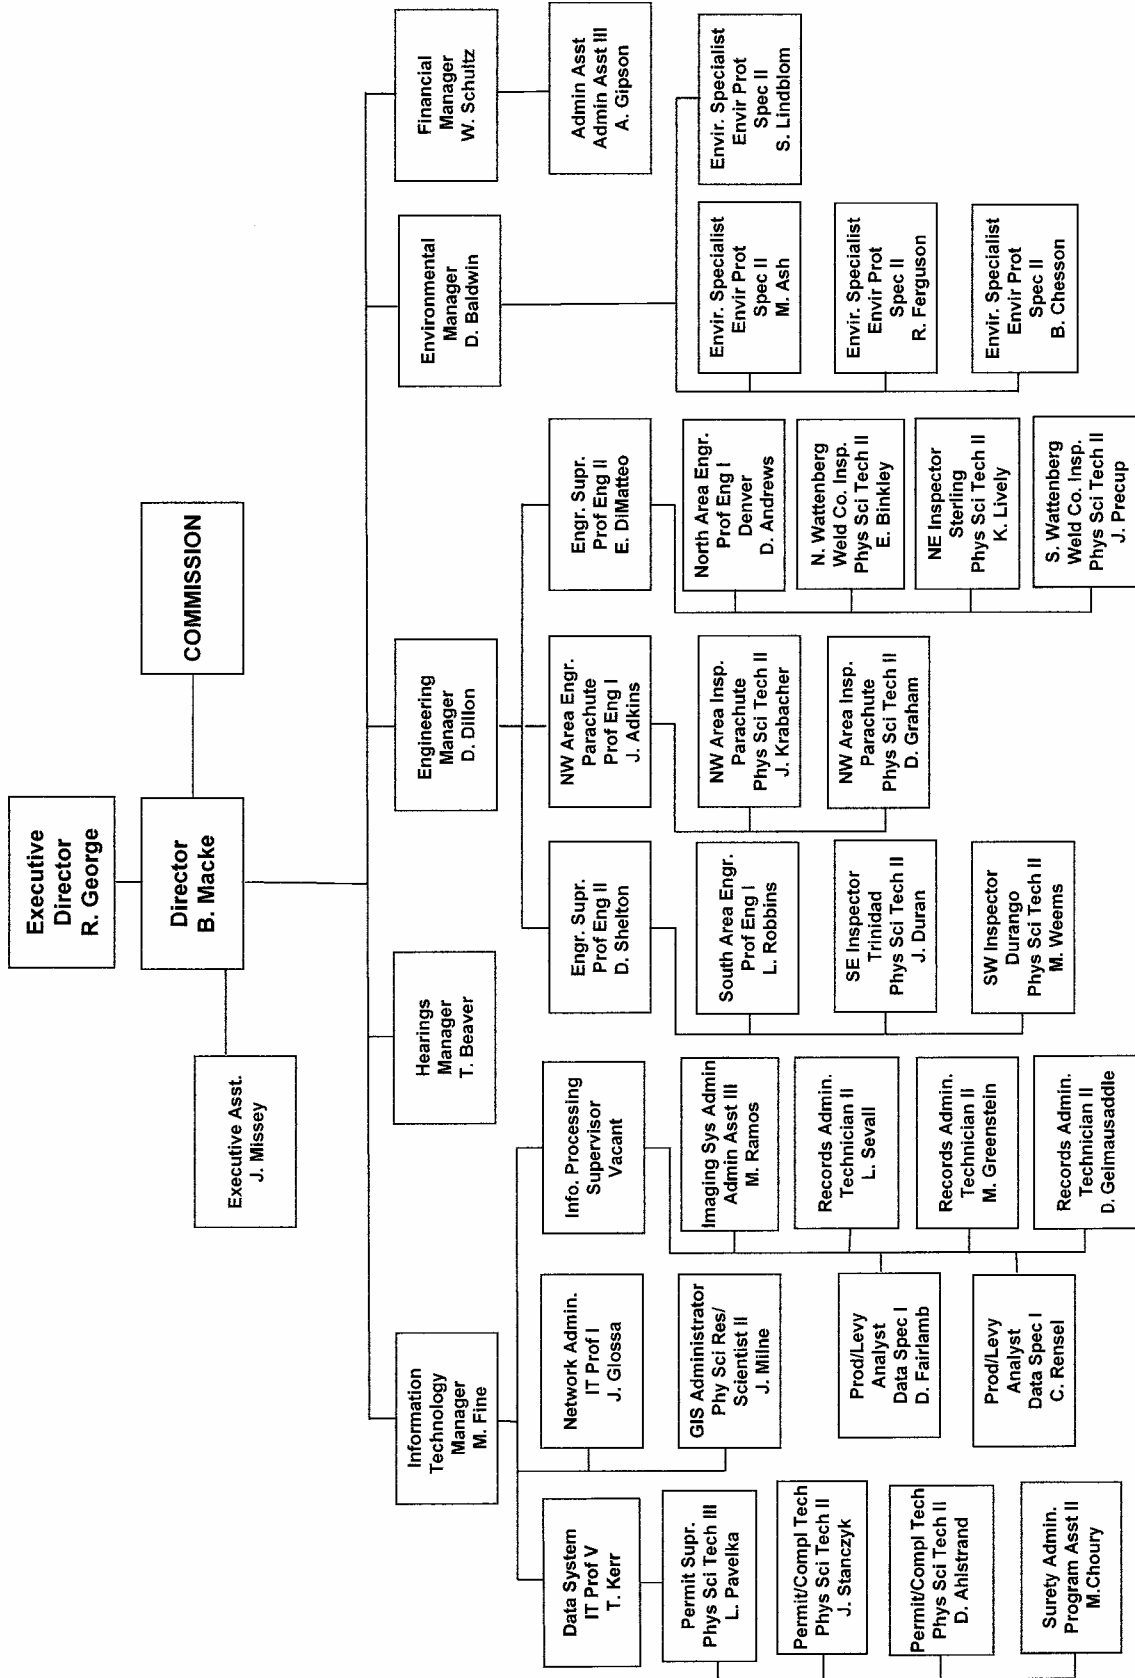 Executive
Director
R. George
Director
B. Macke
COMMISSION
Executive Asst.
J. Missey
Information
Technology
Manager
M. Fine
Hearings
Manager
T. Beaver
Engineering
Manager
D. Dillon
Environmental
Manager
D. Baldwin
Financial
Manager
W. Schultz
Data System
IT Prof V
T. Kerr
Permit Supr.
Phys Sci Tech III
L. Pavelka
Permit/Compl Tech
Phys Sci Tech II
J. Stanczyk
Permit/Compl Tech
Phys Sci Tech II
D. Ahlstrand
Surety Admin.
Program Asst II
M.Choury
Network Admin.
IT Prof I
J. Glossa
GIS Administrator
Phy Sci Res/
Scientist II
J. Milne
Prod/Levy
Analyst
Data Spec I
D. Fairlamb
Prod/Levy
Analyst
Data Spec I
C. Rensel
Info. Processing
Supervisor
Vacant
Imaging Sys Admin
Admin Asst III
M. Ramos
Records Admin.
Technician II
L. Sevall
Records Admin.
Technician II
M. Greenstein
Records Admin.
Technician II
D. Geimausaddle
Engr. Supr.
Prof Eng II
D. Shelton
South Area Engr.
Prof Eng I
L. Robbins
SE Inspector
Trinidad
Phys Sci Tech II
J. Duran
SW Inspector
Durango
Phys Sci Tech II
M. Weems
NW Area Engr.
Parachute
Prof Eng I
J. Adkins
NW Area Insp.
Parachute
Phys Sci Tech II
J. Krabacher
NW Area Insp.
Parachute
Phys Sci Tech II
D. Graham
Engr. Supr.
Prof Eng II
E. DiMatteo
North Area Engr.
Prof Eng I
Denver
D. Andrews
N. Wattenberg
Weld Co. Insp.
Phys Sci Tech II
E. Binkley
NE Inspector
Sterling
Phys Sci Tech II
K. Lively
S. Wattenberg
Weld Co. Insp.
Phys Sci Tech II
J. Precup
Envir. Specialist
Envir Prot
Spec II
M. Ash
Envir. Specialist
Envir Prot
Spec II
R. Ferguson
Envir. Specialist
Envir Prot
Spec II
B. Chesson
Envir. Specialist
Envir Prot
Spec II
S. Lindblom
Admin Asst
Admin Asst III
A. Gipson